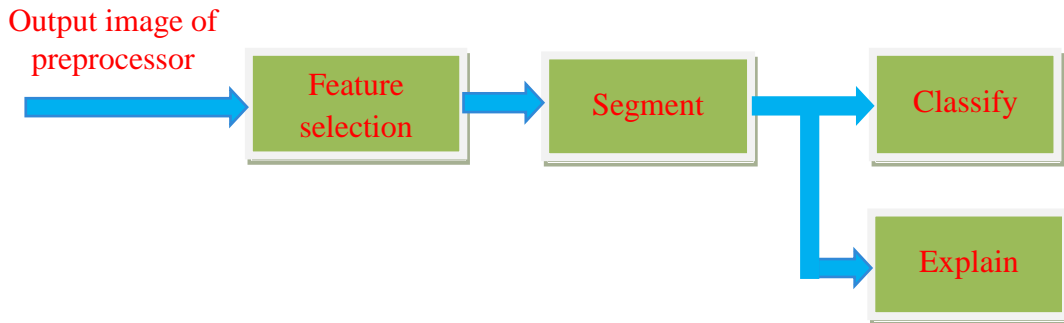 Output image of
preprocessor
Feature
selection
Segment
Classify
Explain